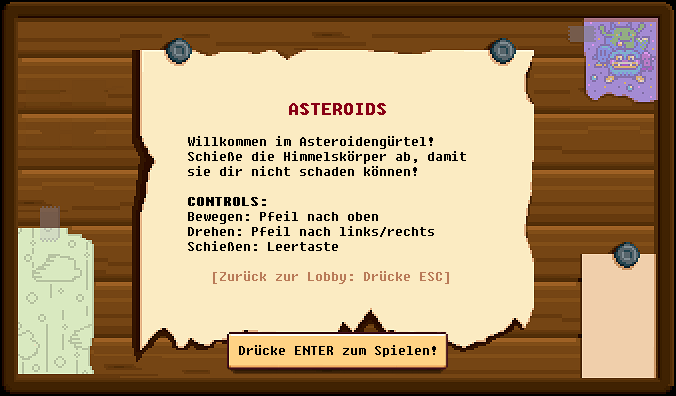 ASTEROIDS
Willkommen im Asteroidengürtel!
Schieße die Himmelskörper ab, damit
sie dir nicht schaden können!
CONTROLS:
Bewegen: Pfeil nach oben
Drehen: Pfeil nach links/rechts
Schießen: Leertaste
[Zurück zur Lobby: Drücke ESC]
Drücke ENTER zum Spielen!